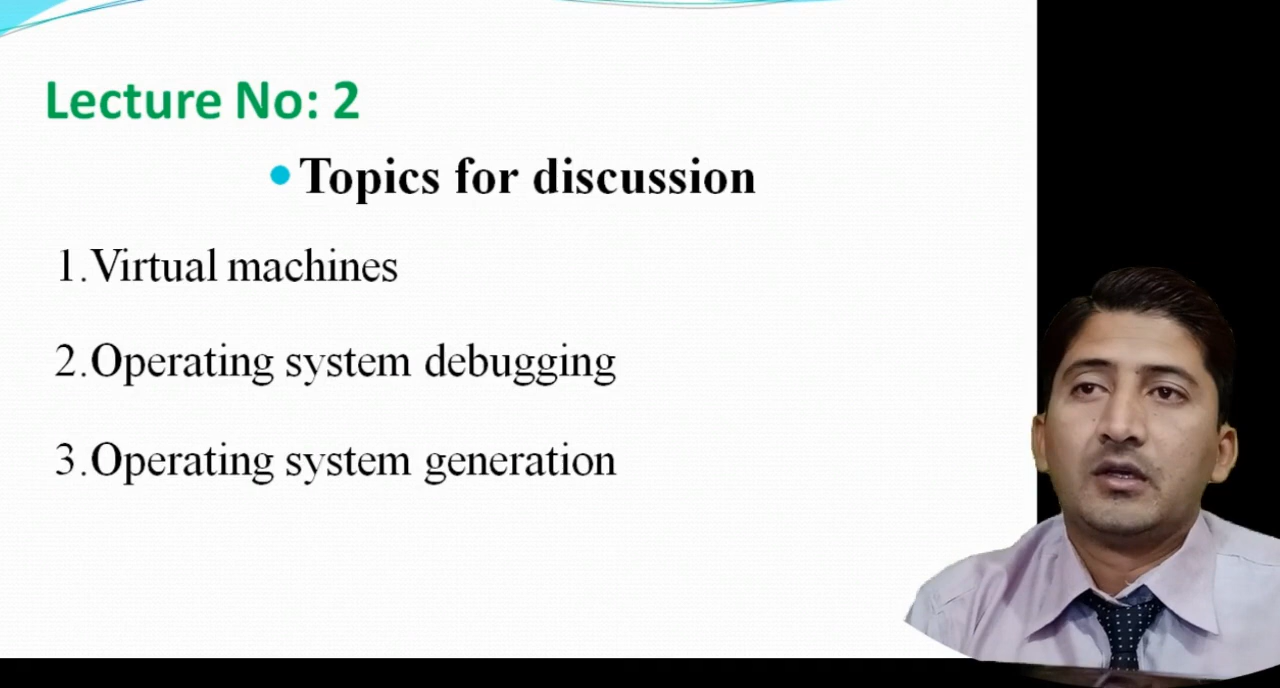 Lecture No: 2
• Topics for discussion
1.Virtual machines
2.Operating system debugging
3.Operating system generation